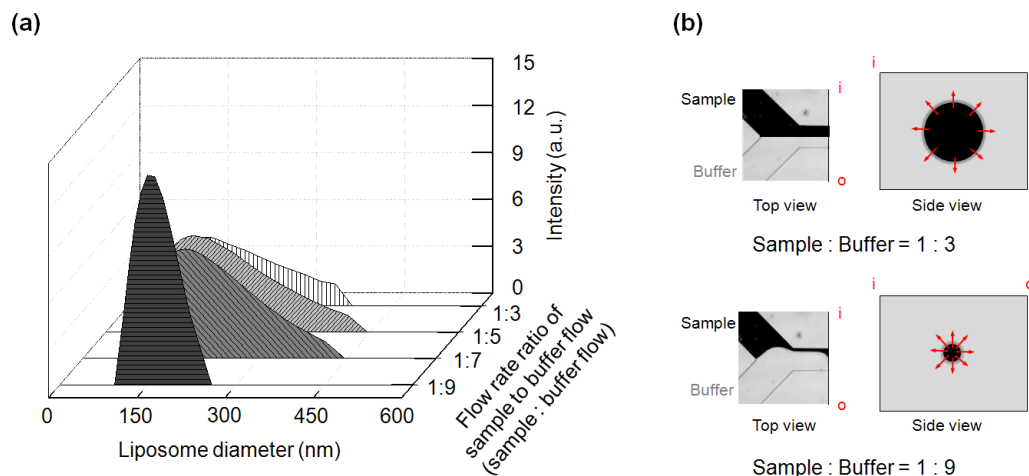 (a)
15
12
9
6
3
0
Intensity (a.u.)
1:3
1:5
1:7
1:9
Flow rate ratio of
sample to buffer flow
(sample : buffer flow)
0 150 300 450 600
Liposome diameter (nm)
(b)
i
i
Sample
Buffer
o
Top view
Side view
Sample : Buffer = 1 : 3
i
i
Sample
Buffer
o
Top view
Side view
Sample : Buffer = 1 : 9